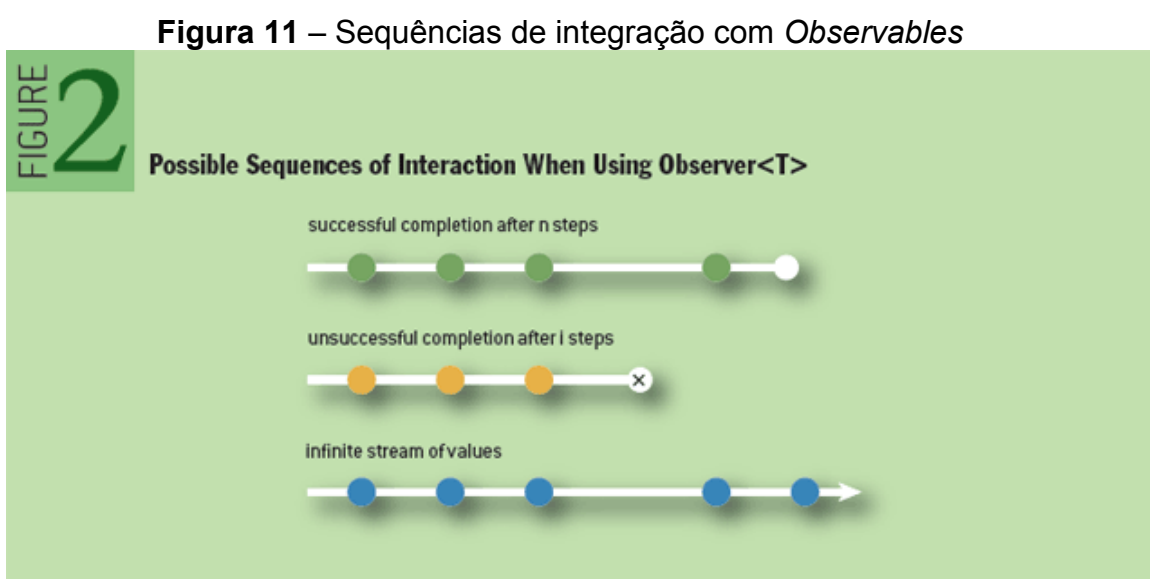 Figura 11 – Sequências de integração com Observables
FIGURE
2
Possible Sequences of Interaction When Using Observer<T>
successful completion after n steps
unsuccessful completion after i steps
infinite stream of values